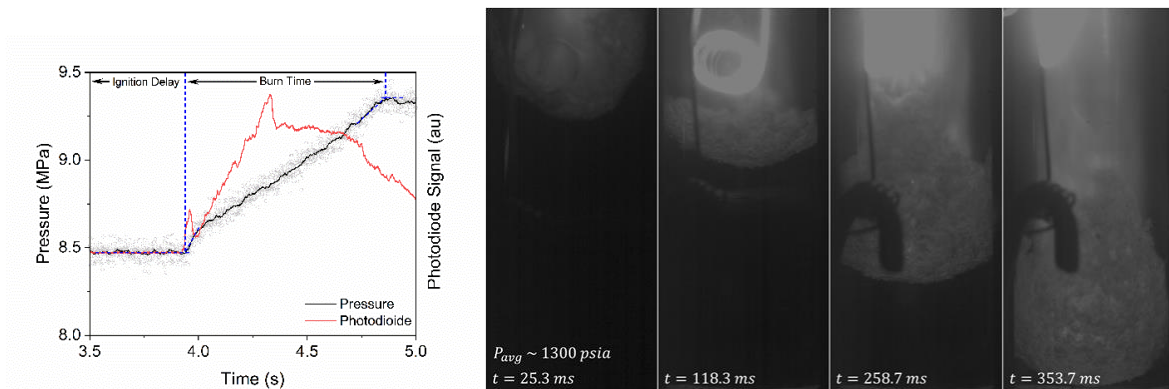 Ignition Delay
Burn Time
9.5
9.0
8.5
8.0
Pressure (MPa)
Photodiode Signal (au)
Pressure
Photodioide
3.5
4.0
4.5
5.0
Time (s)
P_avg ~ 1300 psia
t = 25.3 ms
t = 118.3 ms
t = 258.7 ms
t = 353.7 ms